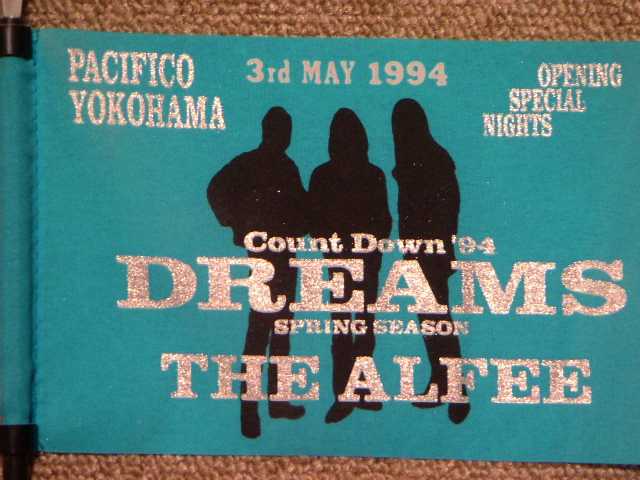 PACIFICO
YOKOHAMA
3rd MAY 1994
OPENING
SPECIAL
NIGHTS
Count Down '94
DREAMS
SPRING SEASON
THE ALFEE